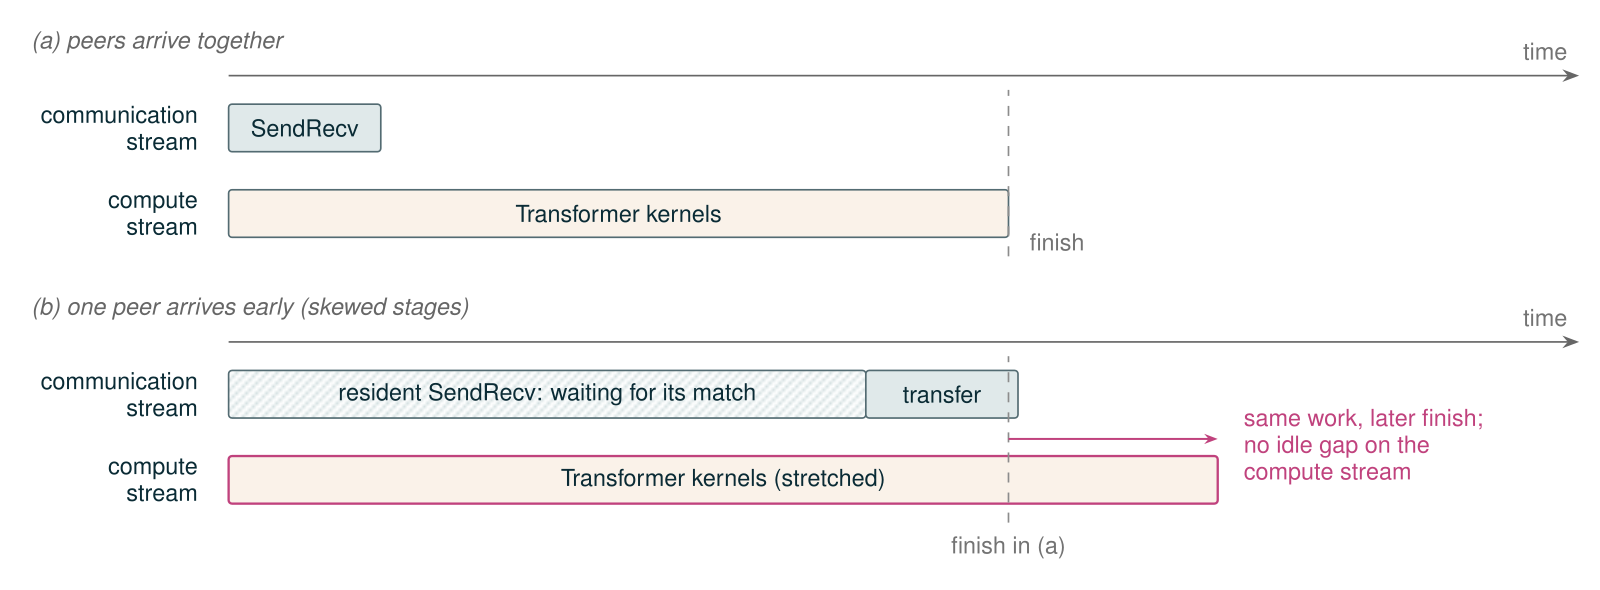 (a) peers arrive together
time
communication
stream
SendRecv
compute
stream
Transformer kernels
finish
(b) one peer arrives early (skewed stages)
time
communication
stream
resident SendRecv: waiting for its match
transfer
same work, later finish;
no idle gap on the
compute stream
compute
stream
Transformer kernels (stretched)
finish in (a)